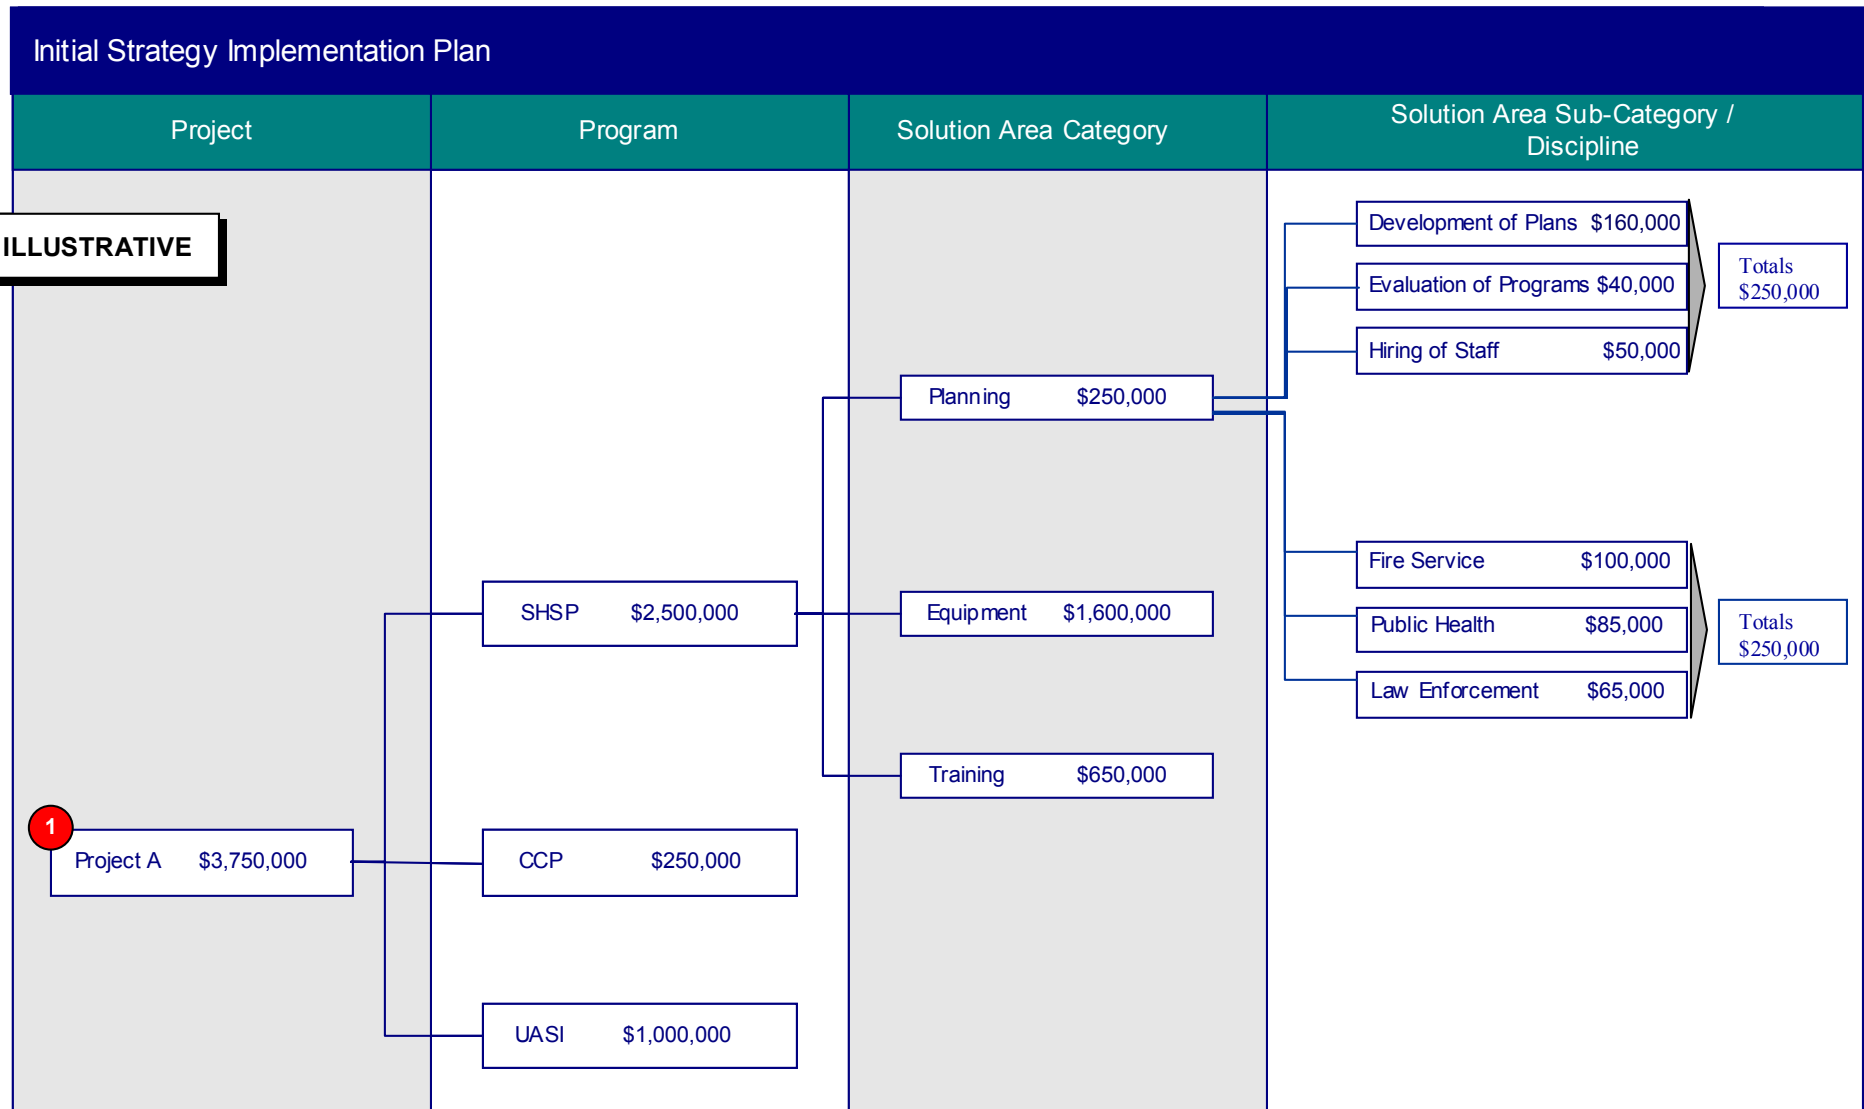 Initial Strategy Implementation Plan
Project
Program
Solution Area Category
Solution Area Sub-Category /
Discipline
ILLUSTRATIVE
Development of Plans $160,000
Evaluation of Programs $40,000
Hiring of Staff $50,000
Totals
$250,000
Planning $250,000
Fire Service $100,000
Public Health $85,000
Law Enforcement $65,000
Totals
$250,000
SHSP $2,500,000
Equipment $1,600,000
Training $650,000
1
Project A $3,750,000
CCP $250,000
UASI $1,000,000